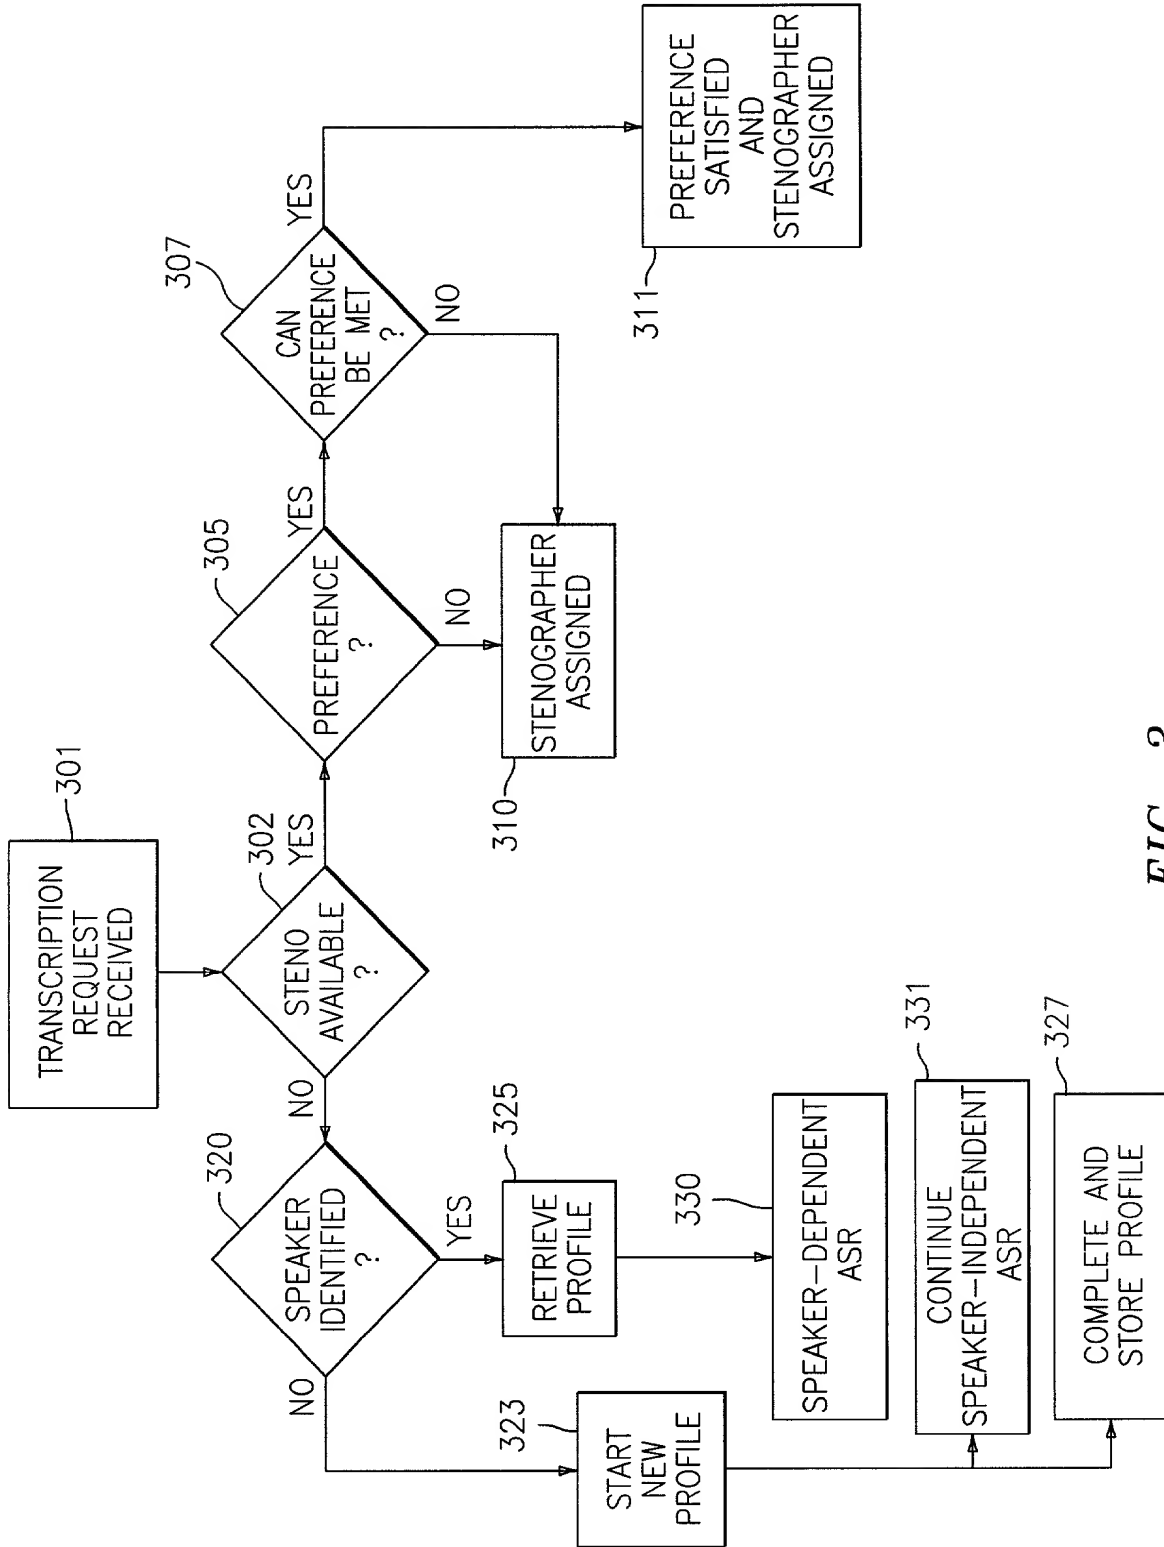 TRANSCRIPTION
REQUEST
RECEIVED
301
STENO
AVAILABLE
?
302
YES
NO
PREFERENCE
?
305
YES
NO
CAN
PREFERENCE
BE MET
?
307
YES
NO
STENOGRAPHER
ASSIGNED
310
PREFERENCE
SATISFIED
AND
STENOGRAPHER
ASSIGNED
311
SPEAKER
IDENTIFIED
?
320
NO
YES
RETRIEVE
PROFILE
325
START
NEW
PROFILE
323
SPEAKER-DEPENDENT
ASR
330
CONTINUE
SPEAKER-INDEPENDENT
ASR
331
COMPLETE AND
STORE PROFILE
327
FIG. 3